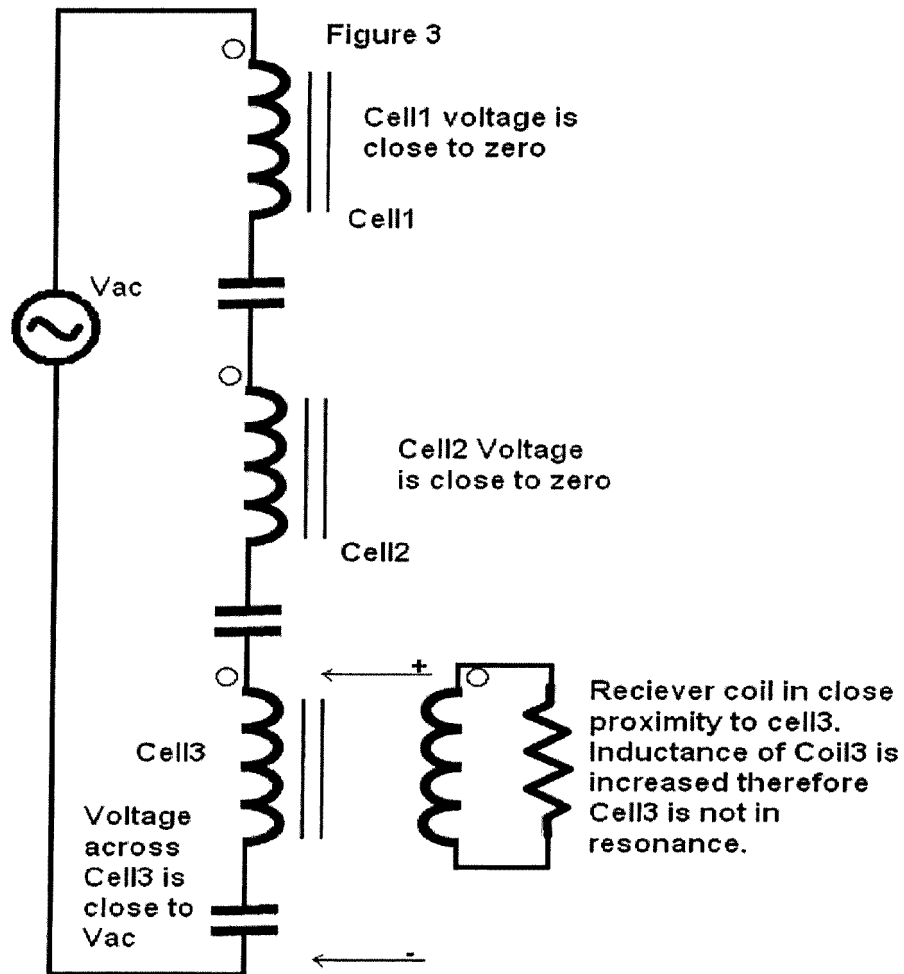 Figure 3
Cell1 voltage is
close to zero
Cell1
Vac
Cell2 Voltage
is close to zero
Cell2
+
Reciever coil in close
proximity to cell3.
Inductance of Coil3 is
increased therefore
Cell3 is not in
resonance.
Cell3
Voltage
across
Cell3 is
close to
Vac
-